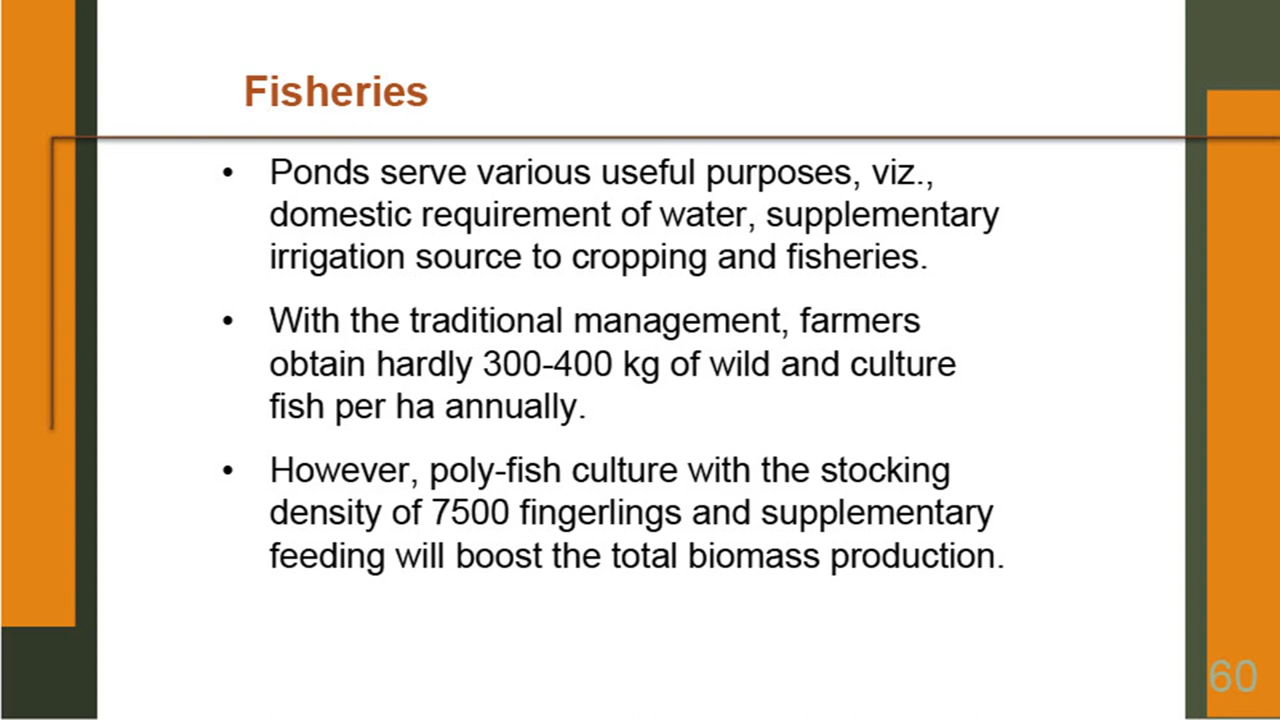 Fisheries
• Ponds serve various useful purposes, viz.,
domestic requirement of water, supplementary
irrigation source to cropping and fisheries.
• With the traditional management, farmers
obtain hardly 300-400 kg of wild and culture
fish per ha annually.
• However, poly-fish culture with the stocking
density of 7500 fingerlings and supplementary
feeding will boost the total biomass production.
60